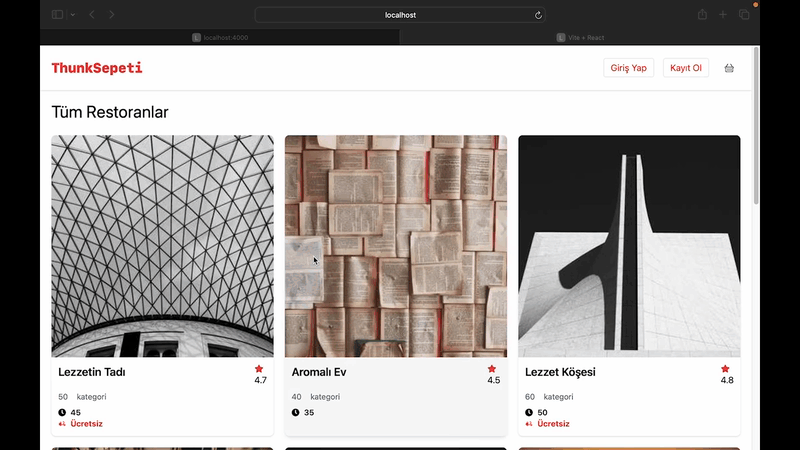 localhost
localhost:4000
Vite + React
ThunkSepeti
Giriş Yap
Kayıt Ol
Tüm Restoranlar
Lezzetin Tadı
4.7
50 kategori
45
Ücretsiz
Aromalı Ev
4.5
40 kategori
35
Lezzet Köşesi
4.8
60 kategori
50
Ücretsiz